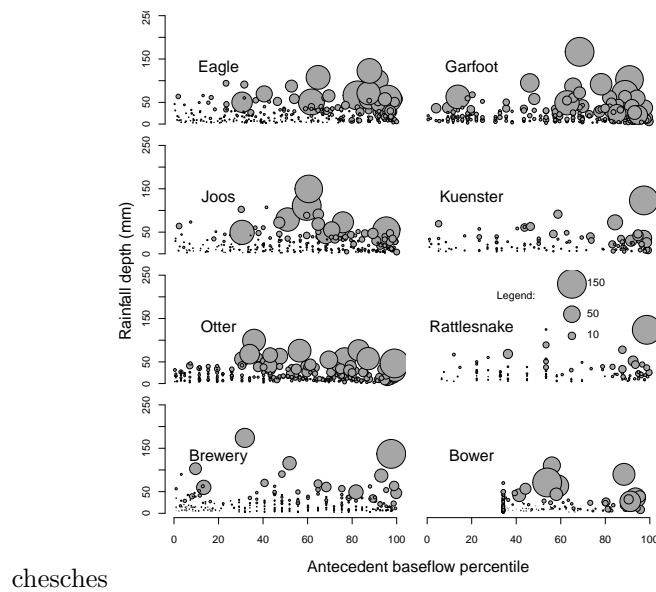 250
150
50
0
Eagle
Garfoot
250
150
50
0
Joos
Kuenster
250
150
50
0
Otter
Rattlesnake
Legend:
150
50
10
250
150
50
0
Brewery
Bower
0 20 40 60 80 100
0 20 40 60 80 100
Rainfall depth (mm)
Antecedent baseflow percentile
chesches